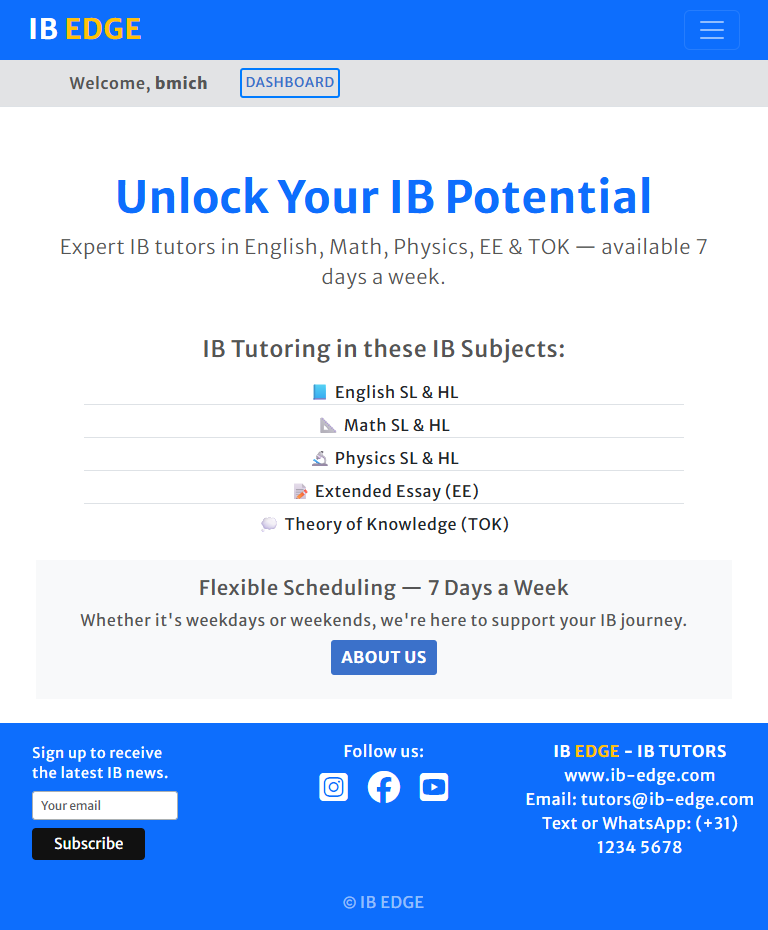 IB EDGE
Welcome, bmich
DASHBOARD
Unlock Your IB Potential
Expert IB tutors in English, Math, Physics, EE & TOK — available 7
days a week.
IB Tutoring in these IB Subjects:
English SL & HL
Math SL & HL
Physics SL & HL
Extended Essay (EE)
Theory of Knowledge (TOK)
Flexible Scheduling — 7 Days a Week
Whether it's weekdays or weekends, we're here to support your IB journey.
ABOUT US
Sign up to receive
the latest IB news.
Your email
Subscribe
Follow us:
IB EDGE - IB TUTORS
www.ib-edge.com
Email: tutors@ib-edge.com
Text or WhatsApp: (+31)
1234 5678
© IB EDGE